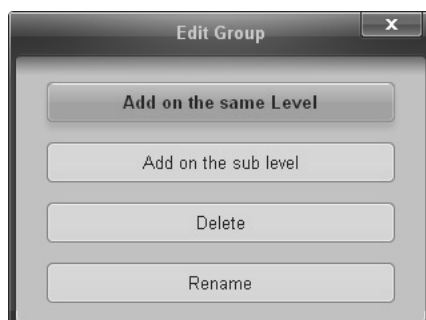 Edit Group
x
Add on the same Level
Add on the sub level
Delete
Rename